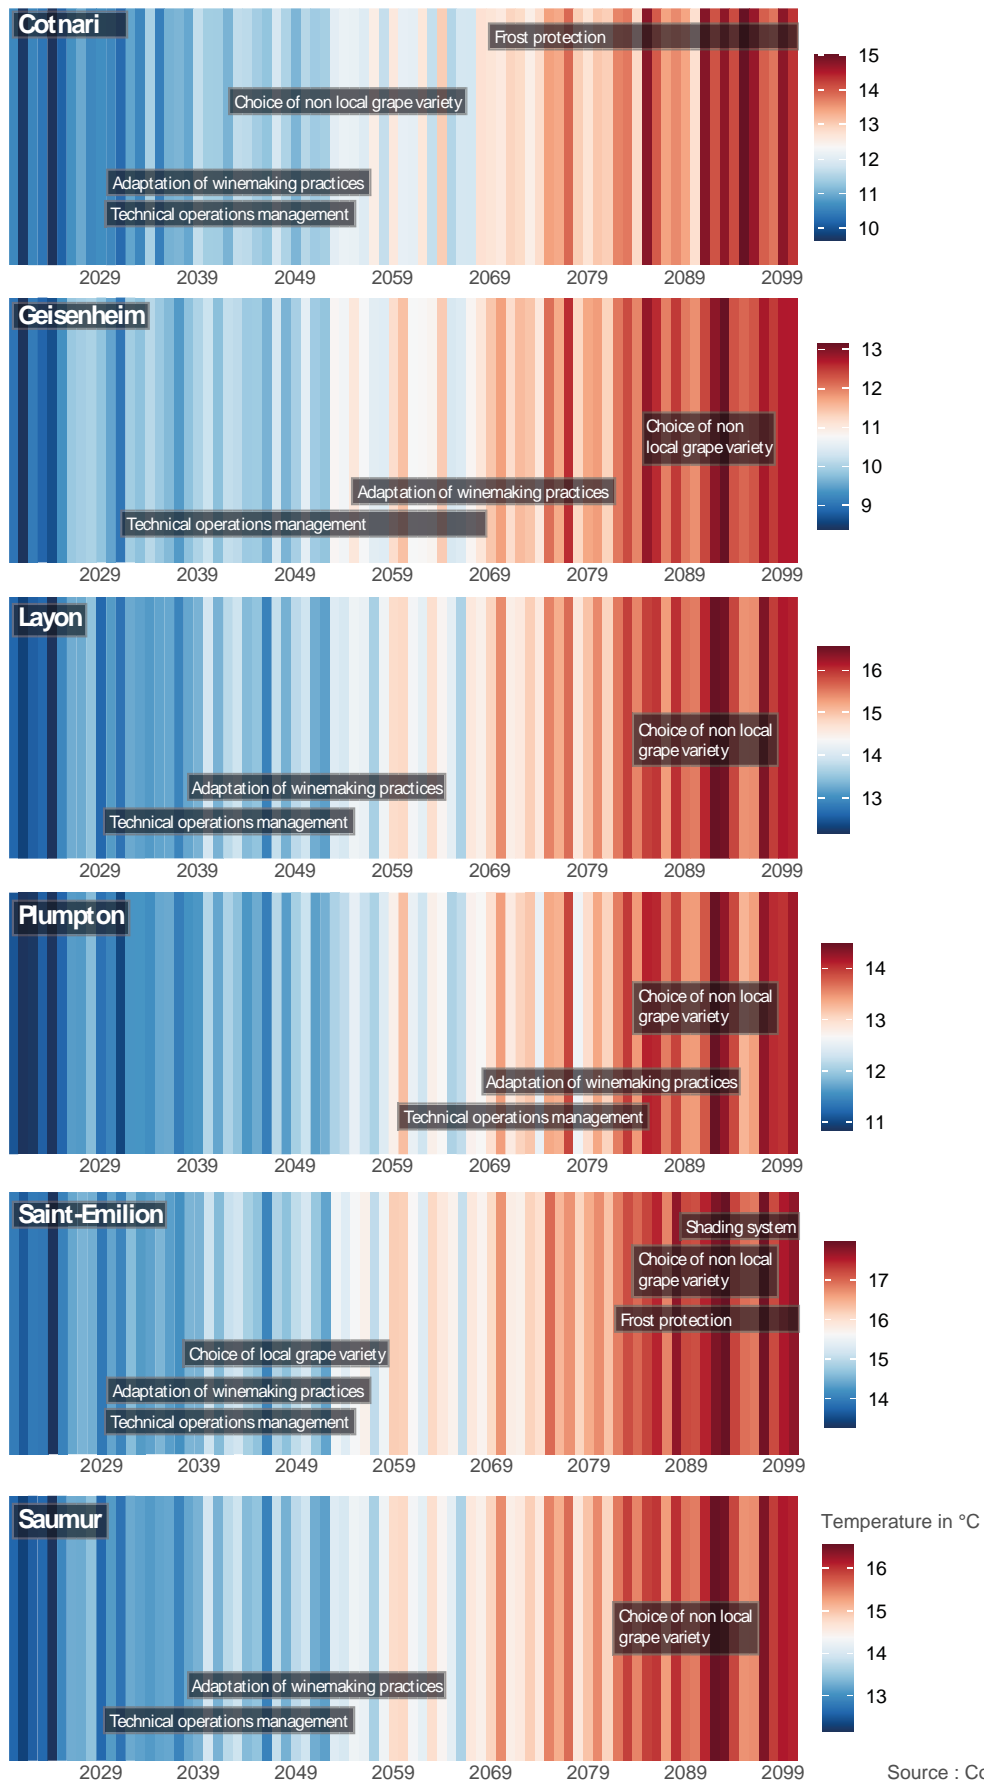 Cotnari
Frost protection
Choice of non local grape variety
Adaptation of winemaking practices
Technical operations management
15
14
13
12
11
10
2029 2039 2049 2059 2069 2079 2089 2099
Geisenheim
Choice of non
local grape variety
Adaptation of winemaking practices
Technical operations management
13
12
11
10
9
2029 2039 2049 2059 2069 2079 2089 2099
Layon
Choice of non local
grape variety
Adaptation of winemaking practices
Technical operations management
16
15
14
13
2029 2039 2049 2059 2069 2079 2089 2099
Plumpton
Choice of non local
grape variety
Adaptation of winemaking practices
Technical operations management
14
13
12
11
2029 2039 2049 2059 2069 2079 2089 2099
Saint-Emilion
Shading system
Choice of non local
grape variety
Frost protection
Choice of local grape variety
Adaptation of winemaking practices
Technical operations management
17
16
15
14
2029 2039 2049 2059 2069 2079 2089 2099
Saumur
Temperature in °C
Choice of non local
grape variety
Adaptation of winemaking practices
Technical operations management
16
15
14
13
2029 2039 2049 2059 2069 2079 2089 2099
Source : Co